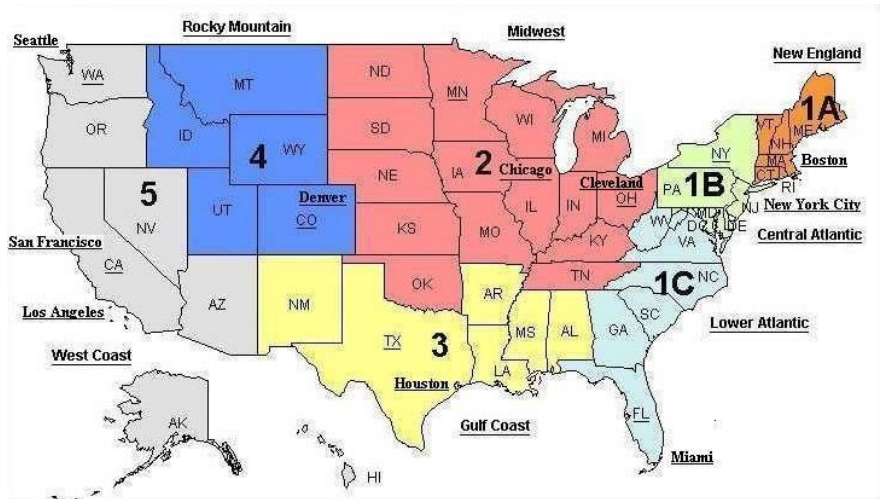 Rocky Mountain
Midwest
Seattle
New England
WA
MT
ND
MN
1A
OR
ID
SD
WI
MI
VT
ME
NH
WY
4
NY
MA
Boston
CT
RI
5
NE
IA
2
Chicago
Cleveland
PA
1B
NJ
New York City
NV
UT
Denver
CO
IL
IN
OH
MD
DE
DC
WV
VA
Central Atlantic
San Francisco
KS
MO
KY
CA
OK
TN
1C
NC
AZ
NM
AR
SC
Los Angeles
Lower Atlantic
TX
3
MS
AL
GA
West Coast
LA
Houston
FL
AK
Gulf Coast
Miami
HI